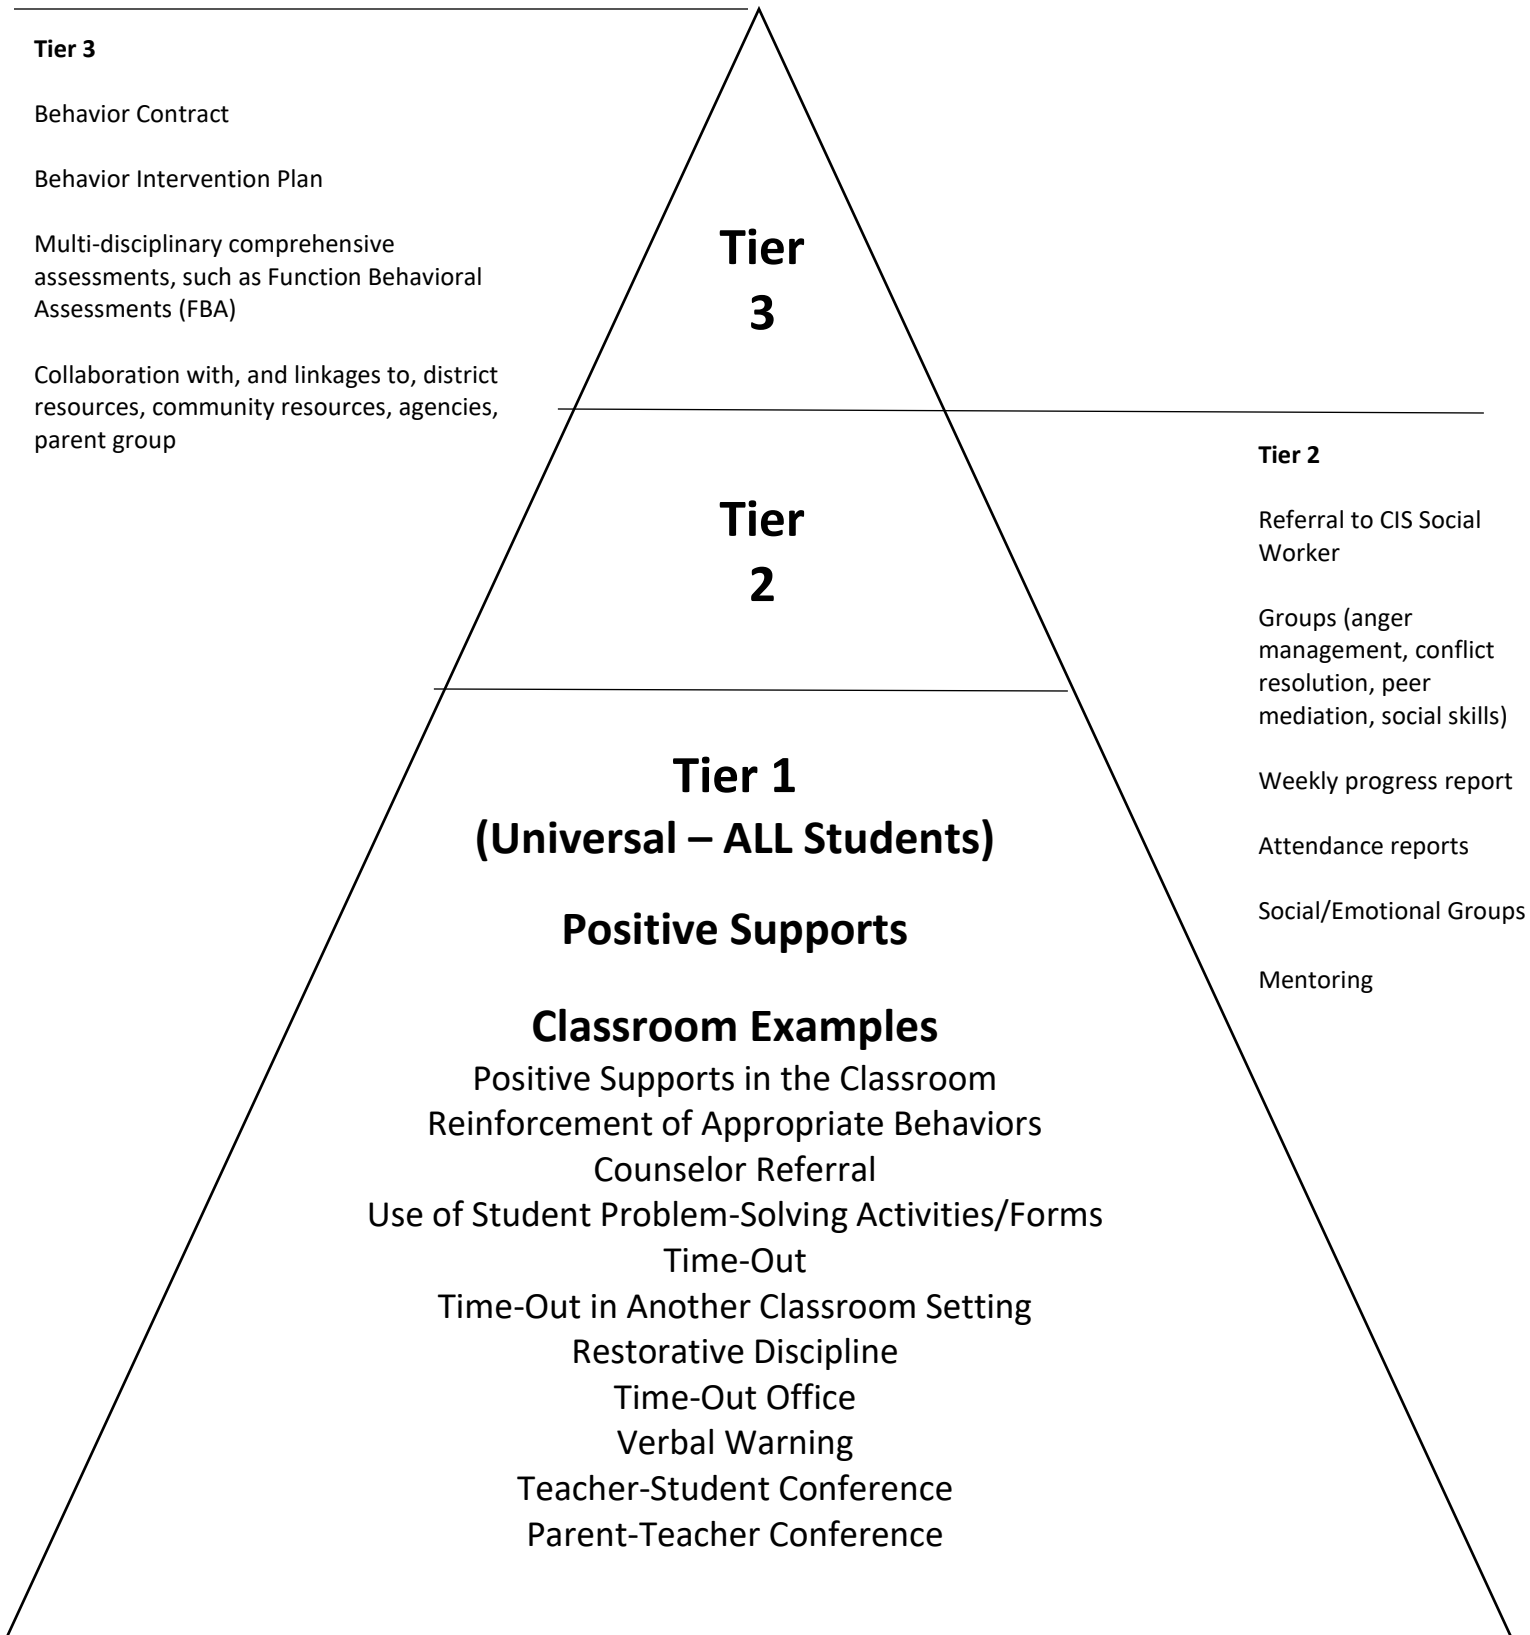 Tier 3
Behavior Contract
Behavior Intervention Plan
Multi-disciplinary comprehensive
assessments, such as Function Behavioral
Assessments (FBA)
Collaboration with, and linkages to, district
resources, community resources, agencies,
parent group
Tier
3
Tier
2
Tier 2
Referral to CIS Social
Worker
Groups (anger
management, conflict
resolution, peer
mediation, social skills)
Weekly progress report
Attendance reports
Social/Emotional Groups
Mentoring
Tier 1
(Universal – ALL Students)
Positive Supports
Classroom Examples
Positive Supports in the Classroom
Reinforcement of Appropriate Behaviors
Counselor Referral
Use of Student Problem-Solving Activities/Forms
Time-Out
Time-Out in Another Classroom Setting
Restorative Discipline
Time-Out Office
Verbal Warning
Teacher-Student Conference
Parent-Teacher Conference